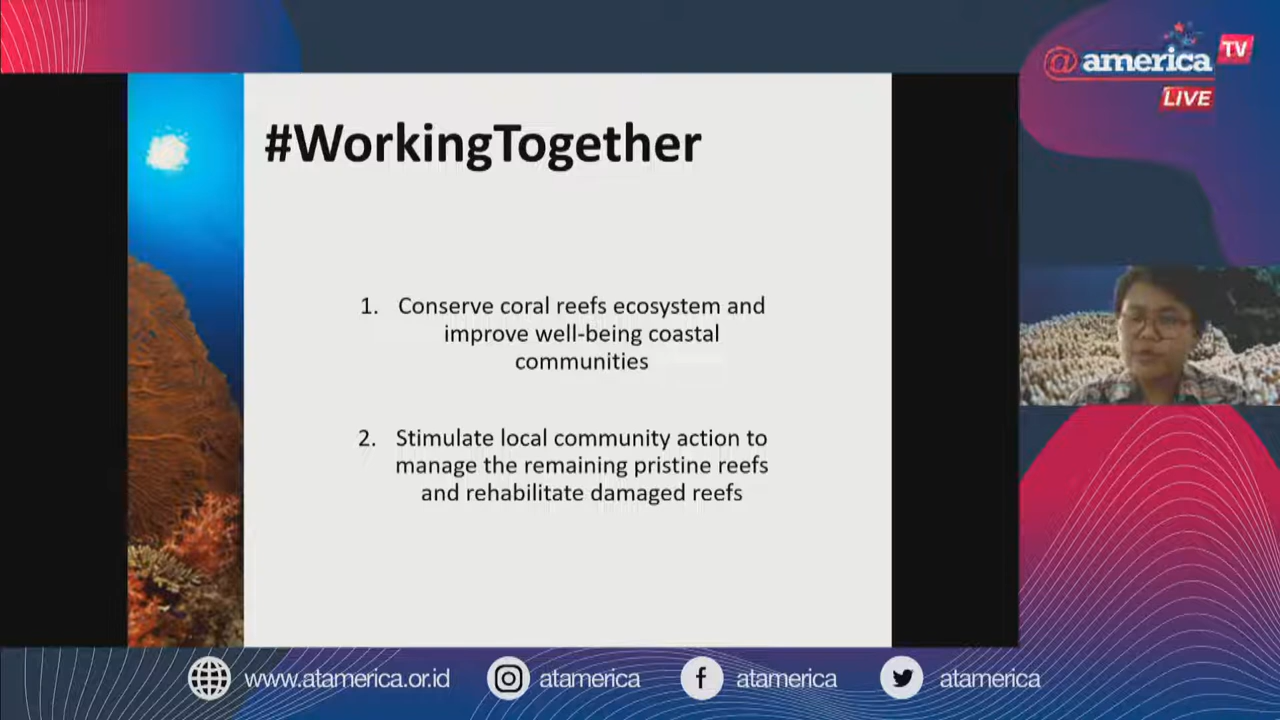 @america TV
LIVE
#WorkingTogether
1. Conserve coral reefs ecosystem and
improve well-being coastal
communities
2. Stimulate local community action to
manage the remaining pristine reefs
and rehabilitate damaged reefs
www.atamerica.or.id atamerica atamerica atamerica